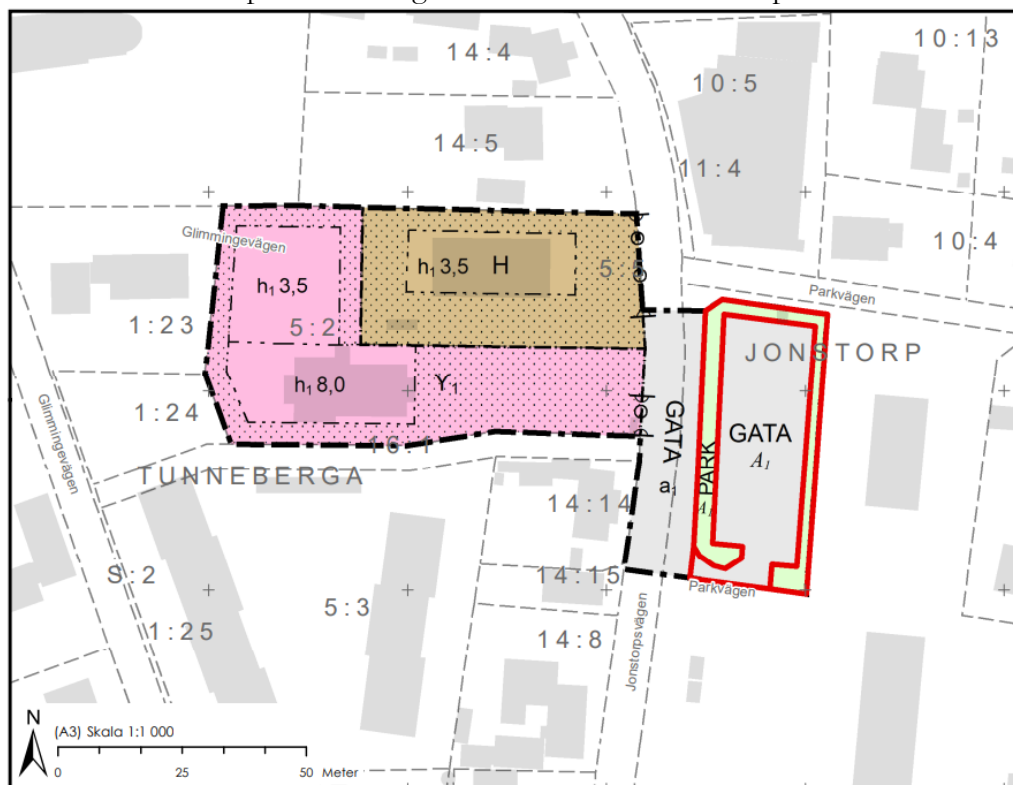 14:4
10:13
10:5
14:5
11:4
10:4
Glimmingevägen
h₁ 3,5
h₁ 3,5
H
Parkvägen
1:23
5:2
JONSTORP
h₁ 8,0
Y₁
1:24
GATA
a₁
PARK
A₁
GATA
A₁
16:1
Glimmingevägen
TUNNEBERGA
14:14
S:2
14:15
Parkvägen
5:3
1:25
14:8
Jonstorpsvägen
N
(A3) Skala 1:1 000
0 25 50 Meter